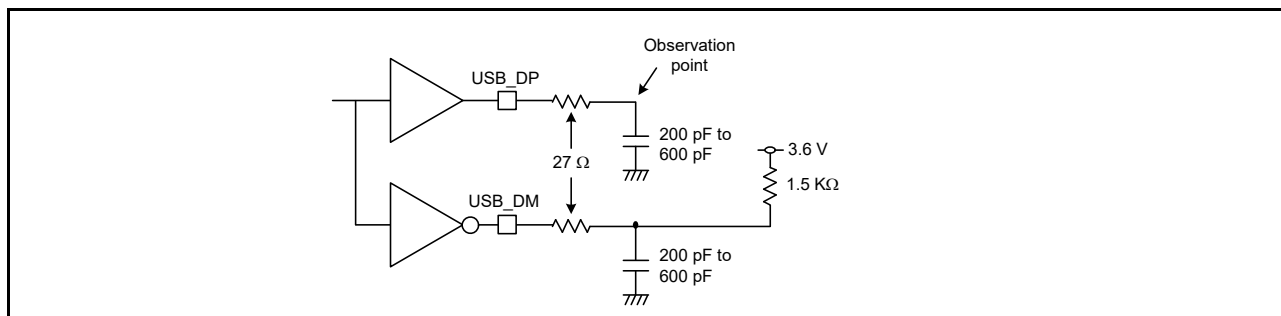 Observation
point
USB_DP
200 pF to
600 pF
3.6 V
27 Ω
1.5 KΩ
USB_DM
200 pF to
600 pF